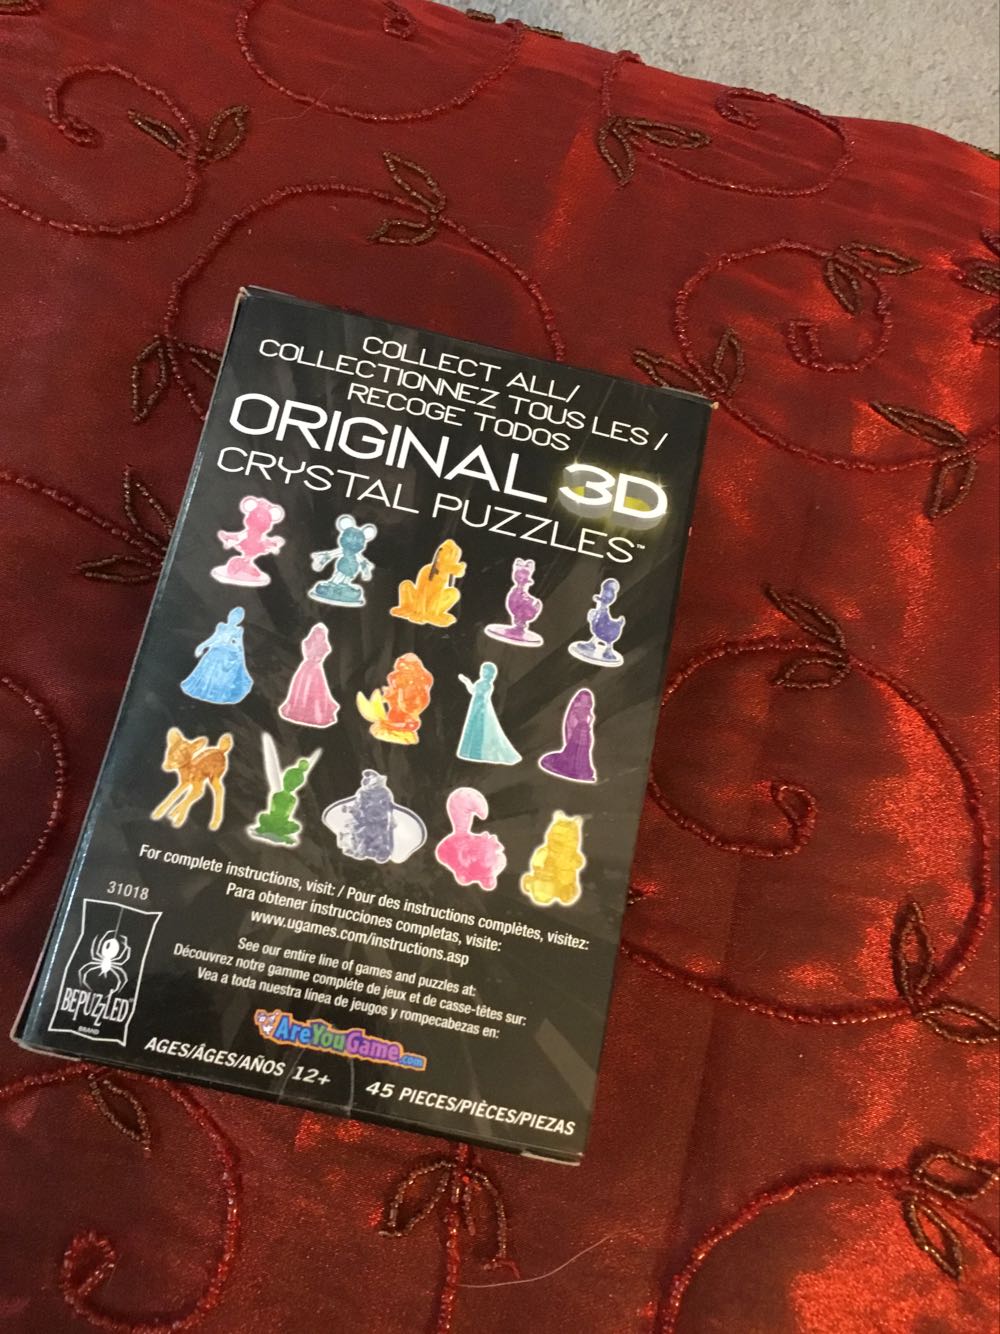 COLLECT ALL/
COLLECTIONNEZ TOUS LES /
RECOGE TODOS
ORIGINAL 3D
CRYSTAL PUZZLES™
For complete instructions, visit: / Pour des instructions complètes, visitez:
Para obtener instrucciones completas, visite:
www.ugames.com/instructions.asp
31018
See our entire line of games and puzzles at:
Découvrez notre gamme complète de jeux et de casse-têtes sur:
Vea a toda nuestra línea de juegos y rompecabezas en:
BEPUZZLED®
BRAND
AreYouGame.com
AGES/ÂGES/AÑOS 12+
45 PIECES/PIÈCES/PIEZAS